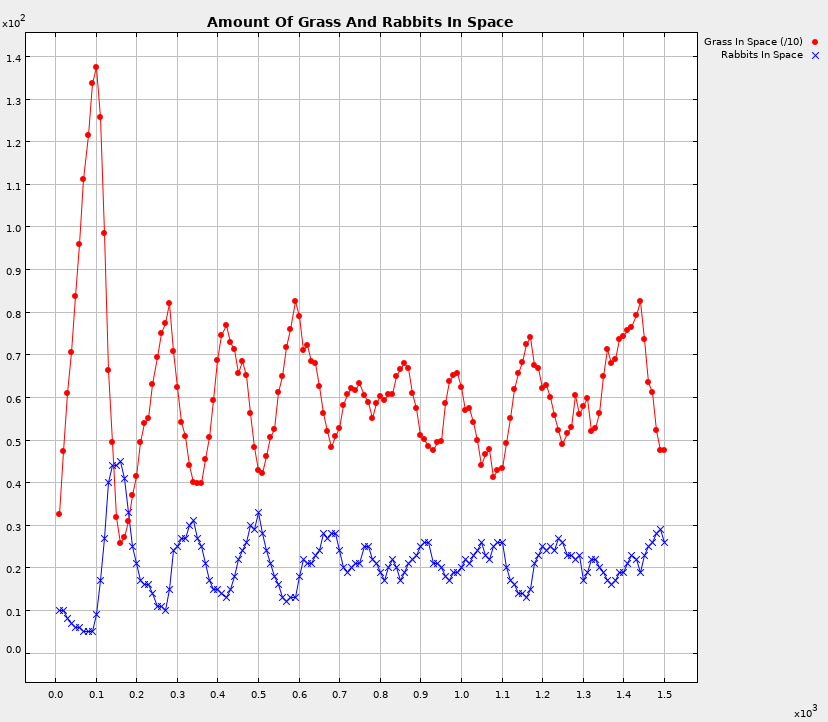 Amount Of Grass And Rabbits In Space
x10²
Grass In Space (/10)
Rabbits In Space
1.4
1.3
1.2
1.1
1.0
0.9
0.8
0.7
0.6
0.5
0.4
0.3
0.2
0.1
0.0
0.0 0.1 0.2 0.3 0.4 0.5 0.6 0.7 0.8 0.9 1.0 1.1 1.2 1.3 1.4 1.5
x10³